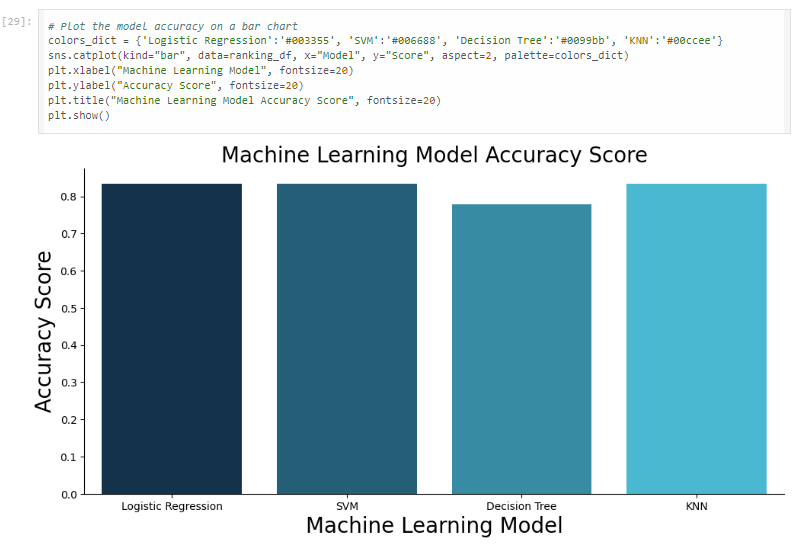 [29]:
# Plot the model accuracy on a bar chart
colors_dict = {'Logistic Regression':'#003355', 'SVM':'#006688', 'Decision Tree':'#0099bb', 'KNN':'#00ccee'}
sns.catplot(kind="bar", data=ranking_df, x="Model", y="Score", aspect=2, palette=colors_dict)
plt.xlabel("Machine Learning Model", fontsize=20)
plt.ylabel("Accuracy Score", fontsize=20)
plt.title("Machine Learning Model Accuracy Score", fontsize=20)
plt.show()
Machine Learning Model Accuracy Score
Accuracy Score
0.8
0.7
0.6
0.5
0.4
0.3
0.2
0.1
0.0
Logistic Regression SVM Decision Tree KNN
Machine Learning Model